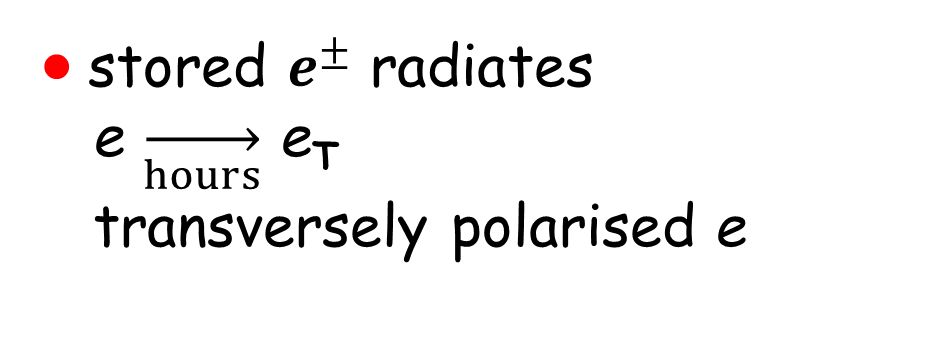 • stored e± radiates
e ⟶ e_T
hours
transversely polarised e